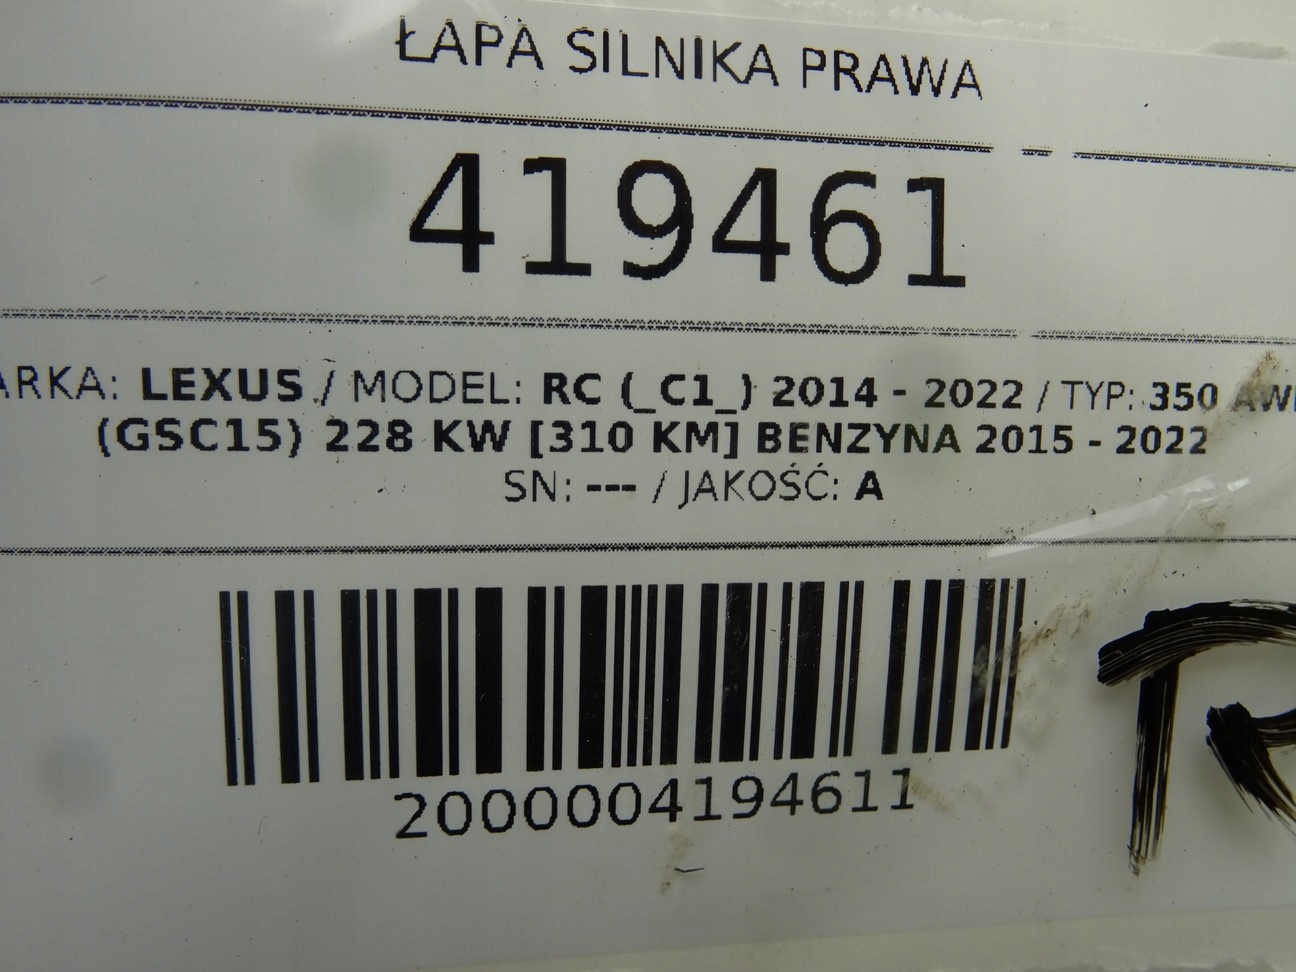 ŁAPA SILNIKA PRAWA
419461
ARKA: LEXUS / MODEL: RC (_C1_) 2014 - 2022 / TYP: 350 AW
(GSC15) 228 KW [310 KM] BENZYNA 2015 - 2022
SN: --- / JAKOŚĆ: A
2000004194611
R